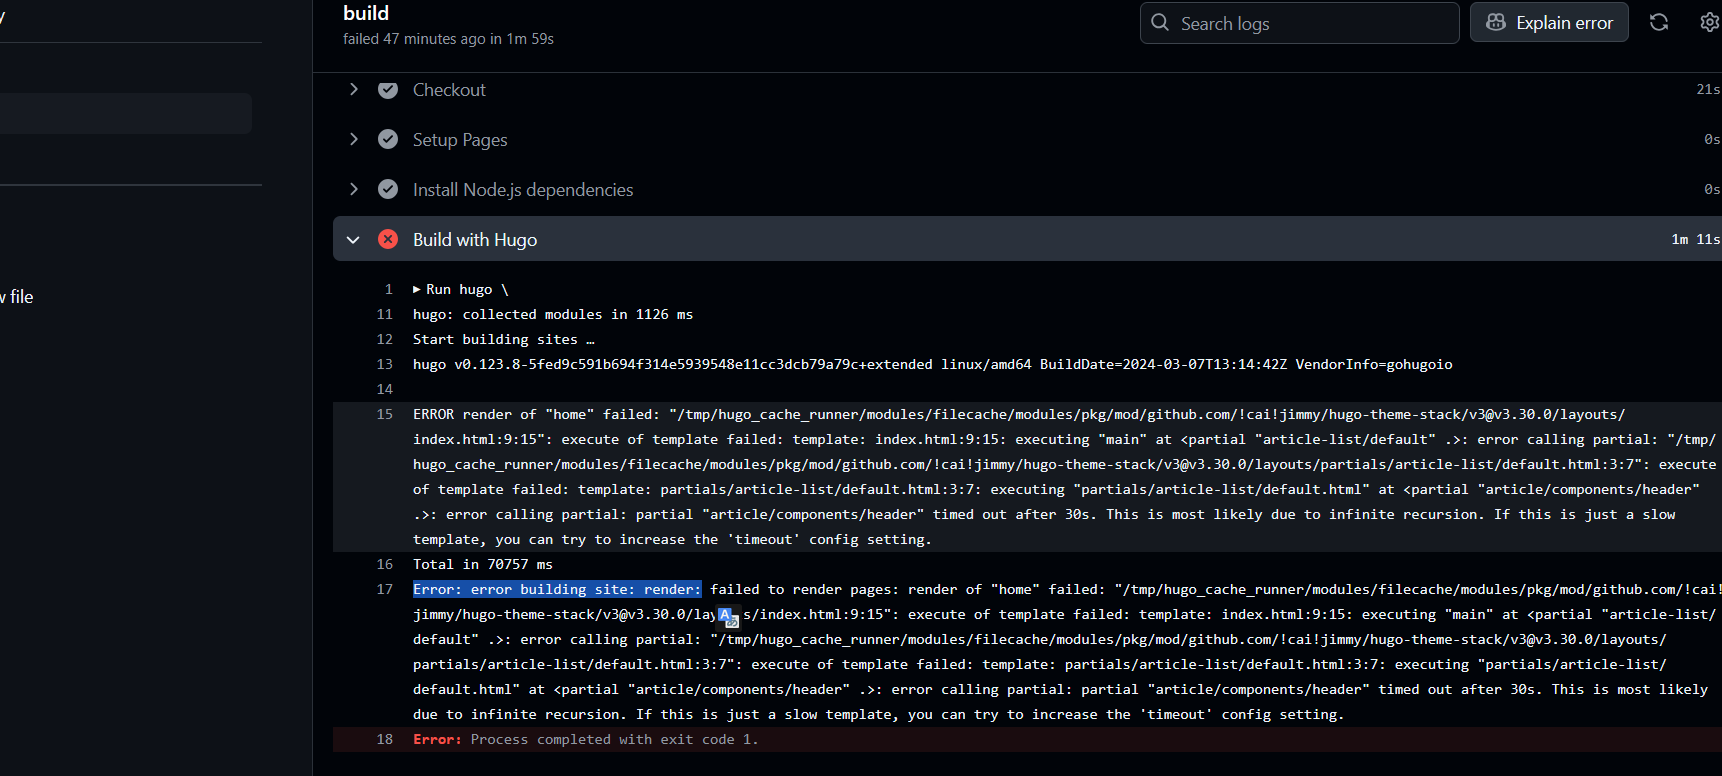 build
failed 47 minutes ago in 1m 59s
Search logs
Explain error
y
Checkout
21s
Setup Pages
0s
Install Node.js dependencies
0s
Build with Hugo
1m 11s
w file
1 Run hugo \
11 hugo: collected modules in 1126 ms
12 Start building sites …
13 hugo v0.123.8-5fed9c591b694f314e5939548e11cc3dcb79a79c+extended linux/amd64 BuildDate=2024-03-07T13:14:42Z VendorInfo=gohugoio
14
15 ERROR render of "home" failed: "/tmp/hugo_cache_runner/modules/filecache/modules/pkg/mod/github.com/!cai!jimmy/hugo-theme-stack/v3@v3.30.0/layouts/
index.html:9:15": execute of template failed: template: index.html:9:15: executing "main" at <partial "article-list/default" .>: error calling partial: "/tmp/
hugo_cache_runner/modules/filecache/modules/pkg/mod/github.com/!cai!jimmy/hugo-theme-stack/v3@v3.30.0/layouts/partials/article-list/default.html:3:7": execute
of template failed: template: partials/article-list/default.html:3:7: executing "partials/article-list/default.html" at <partial "article/components/header"
.>: error calling partial: partial "article/components/header" timed out after 30s. This is most likely due to infinite recursion. If this is just a slow
template, you can try to increase the 'timeout' config setting.
16 Total in 70757 ms
17 Error: error building site: render: failed to render pages: render of "home" failed: "/tmp/hugo_cache_runner/modules/filecache/modules/pkg/mod/github.com/!cai!
jimmy/hugo-theme-stack/v3@v3.30.0/lay s/index.html:9:15": execute of template failed: template: index.html:9:15: executing "main" at <partial "article-list/
default" .>: error calling partial: "/tmp/hugo_cache_runner/modules/filecache/modules/pkg/mod/github.com/!cai!jimmy/hugo-theme-stack/v3@v3.30.0/layouts/
partials/article-list/default.html:3:7": execute of template failed: template: partials/article-list/default.html:3:7: executing "partials/article-list/
default.html" at <partial "article/components/header" .>: error calling partial: partial "article/components/header" timed out after 30s. This is most likely
due to infinite recursion. If this is just a slow template, you can try to increase the 'timeout' config setting.
18 Error: Process completed with exit code 1.